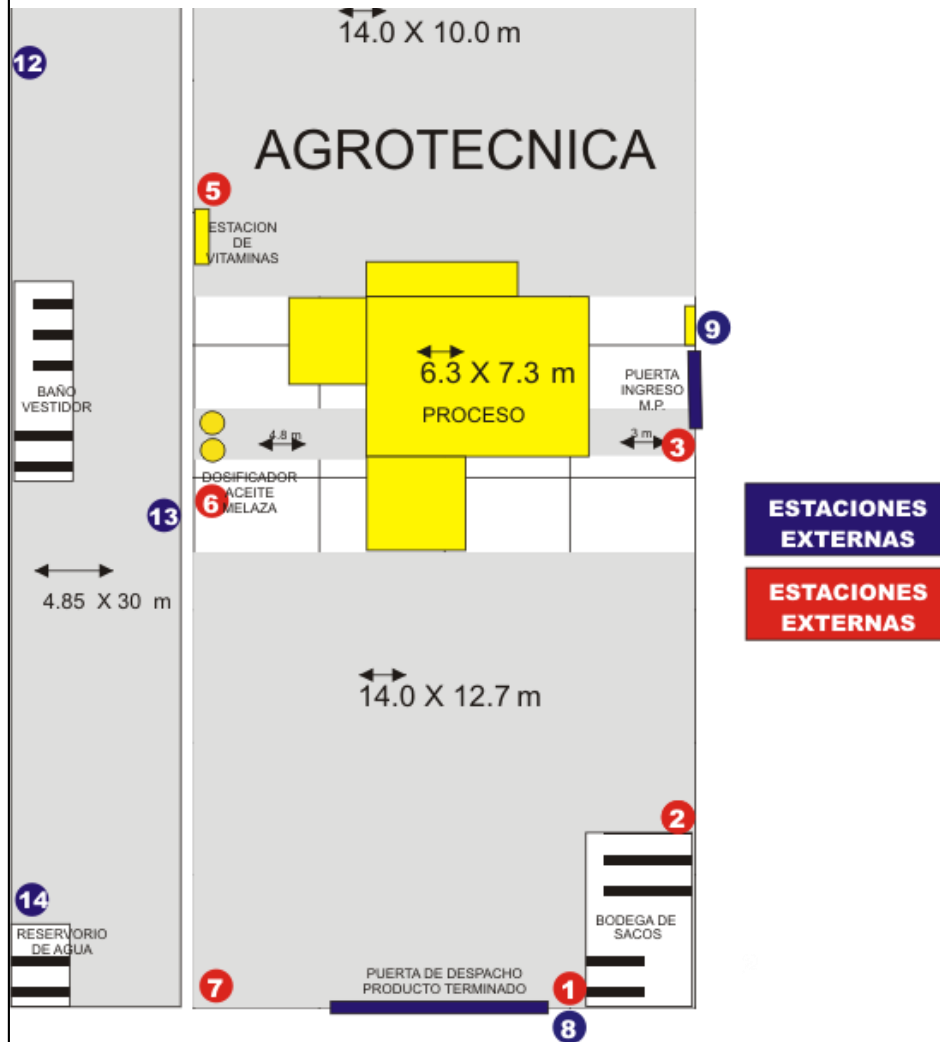 14.0 X 10.0 m
12
AGROTECNICA
5
ESTACION
DE
VITAMINAS
9
6.3 X 7.3 m
PROCESO
PUERTA
INGRESO
M.P.
BAÑO
VESTIDOR
4.8 m
3 m
3
DOSIFICADOR
ACEITE
MELAZA
6
13
ESTACIONES
EXTERNAS
ESTACIONES
EXTERNAS
4.85 X 30 m
14.0 X 12.7 m
2
14
RESERVORIO
DE AGUA
BODEGA DE
SACOS
7
PUERTA DE DESPACHO
PRODUCTO TERMINADO
1
8